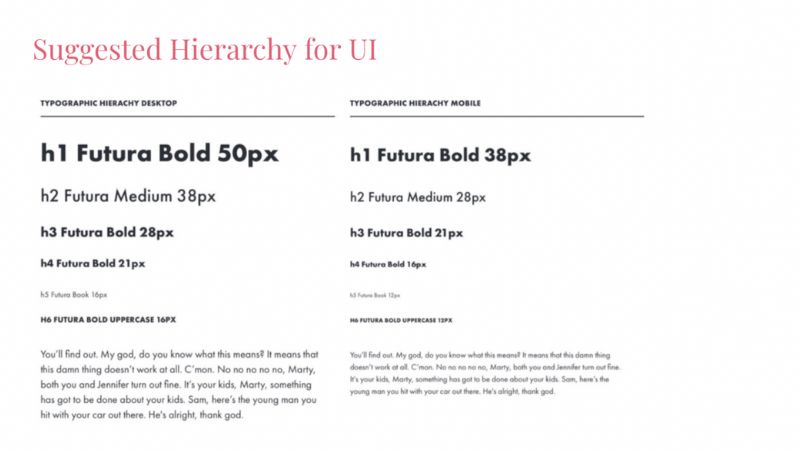 Suggested Hierarchy for UI
TYPOGRAPHIC HIERACHY DESKTOP
h1 Futura Bold 50px
h2 Futura Medium 38px
h3 Futura Bold 28px
h4 Futura Bold 21px
h5 Futura Book 16px
H6 FUTURA BOLD UPPERCASE 16PX
You'll find out. My god, do you know what this means? It means that
this damn thing doesn't work at all. C'mon. No no no no no, Marty,
both you and Jennifer turn out fine. It's your kids, Marty, something
has got to be done about your kids. Sam, here's the young man you
hit with your car out there. He's alright, thank god.
TYPOGRAPHIC HIERACHY MOBILE
h1 Futura Bold 38px
h2 Futura Medium 28px
h3 Futura Bold 21px
h4 Futura Bold 16px
h5 Futura Book 12px
H6 FUTURA BOLD UPPERCASE 12PX
You'll find out. My god, do you know what this means? It means that this damn thing
doesn't work at all. C'mon. No no no no no, Marty, both you and Jennifer turn out fine.
It's your kids, Marty, something has got to be done about your kids. Sam, here's the
young man you hit with your car out there. He's alright, thank god.